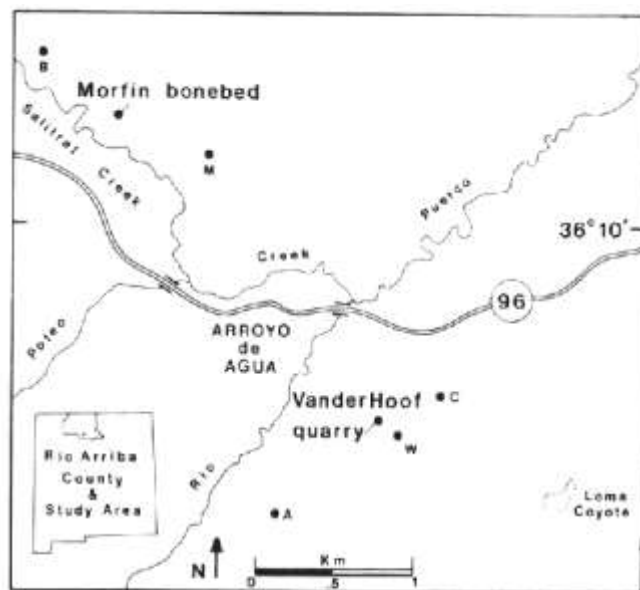 B
Morfin bonebed
Salitral
Creek
M
Puerco
36° 10'
Creek
96
Poleo
ARROYO
de
AGUA
VanderHoof
quarry
C
W
Rio Arriba
County
&
Study Area
Rio
Loma
Coyote
A
N
Km
0 .5 1